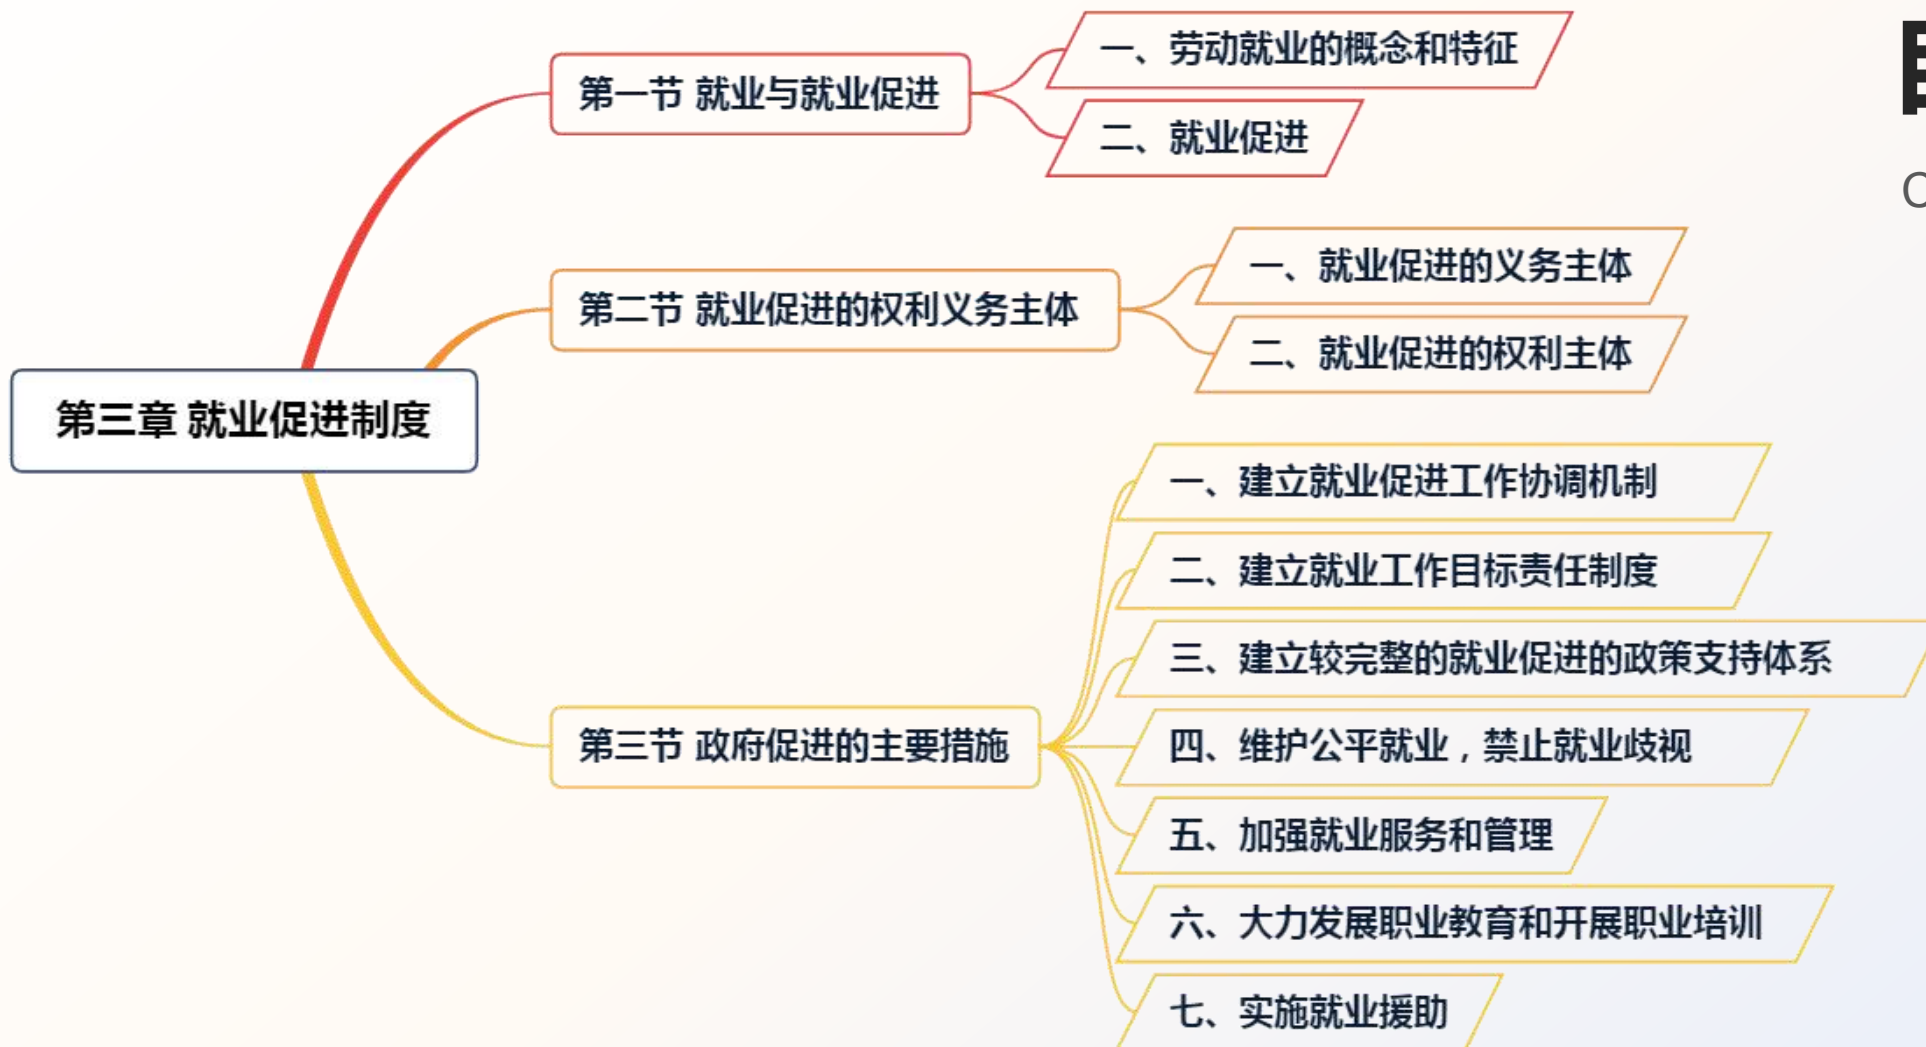 第三章 就业促进制度
第一节 就业与就业促进
一、劳动就业的概念和特征
二、就业促进
第二节 就业促进的权利义务主体
一、就业促进的义务主体
二、就业促进的权利主体
第三节 政府促进的主要措施
一、建立就业促进工作协调机制
二、建立就业工作目标责任制度
三、建立较完整的就业促进的政策支持体系
四、维护公平就业，禁止就业歧视
五、加强就业服务和管理
六、大力发展职业教育和开展职业培训
七、实施就业援助